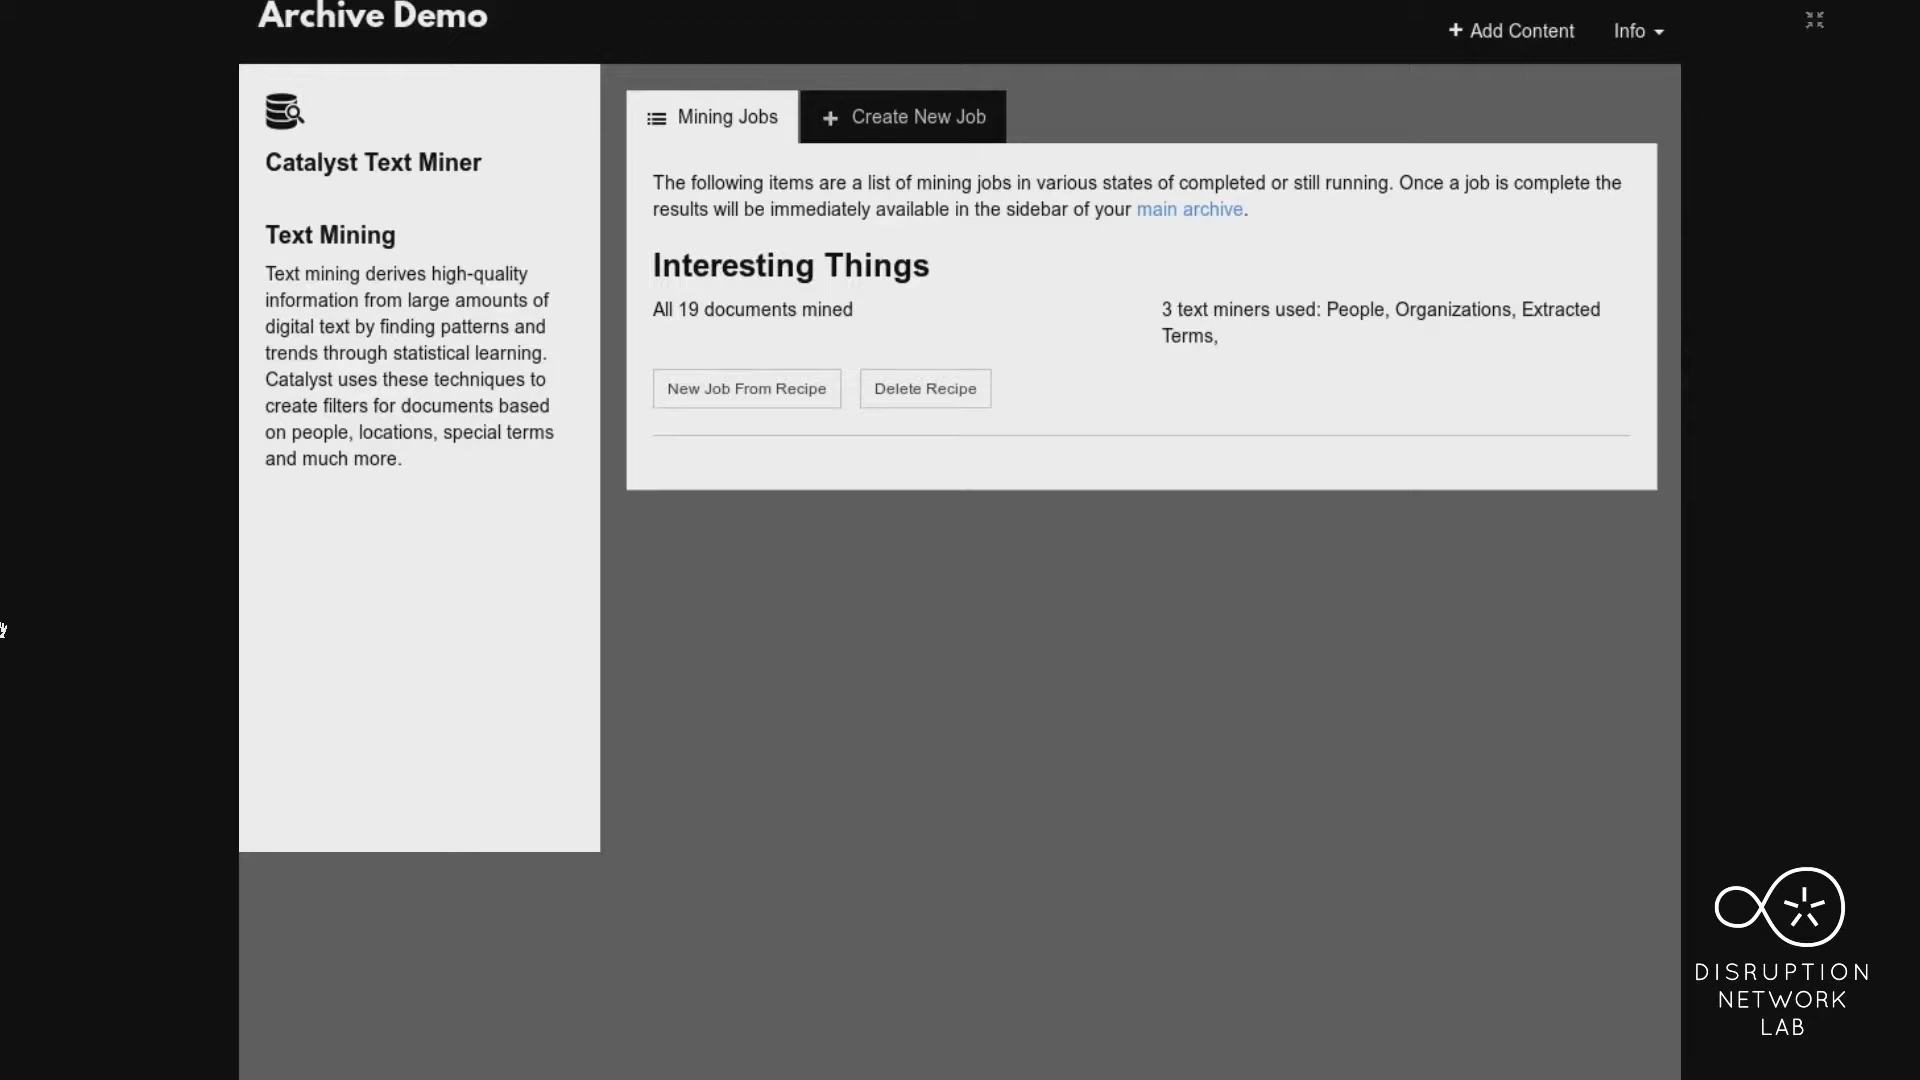 Archive Demo
+ Add Content
Info
Catalyst Text Miner
Text Mining
Text mining derives high-quality
information from large amounts of
digital text by finding patterns and
trends through statistical learning.
Catalyst uses these techniques to
create filters for documents based
on people, locations, special terms
and much more.
Mining Jobs
+ Create New Job
The following items are a list of mining jobs in various states of completed or still running. Once a job is complete the
results will be immediately available in the sidebar of your main archive.
Interesting Things
All 19 documents mined
3 text miners used: People, Organizations, Extracted
Terms,
New Job From Recipe
Delete Recipe
DISRUPTION
NETWORK
LAB